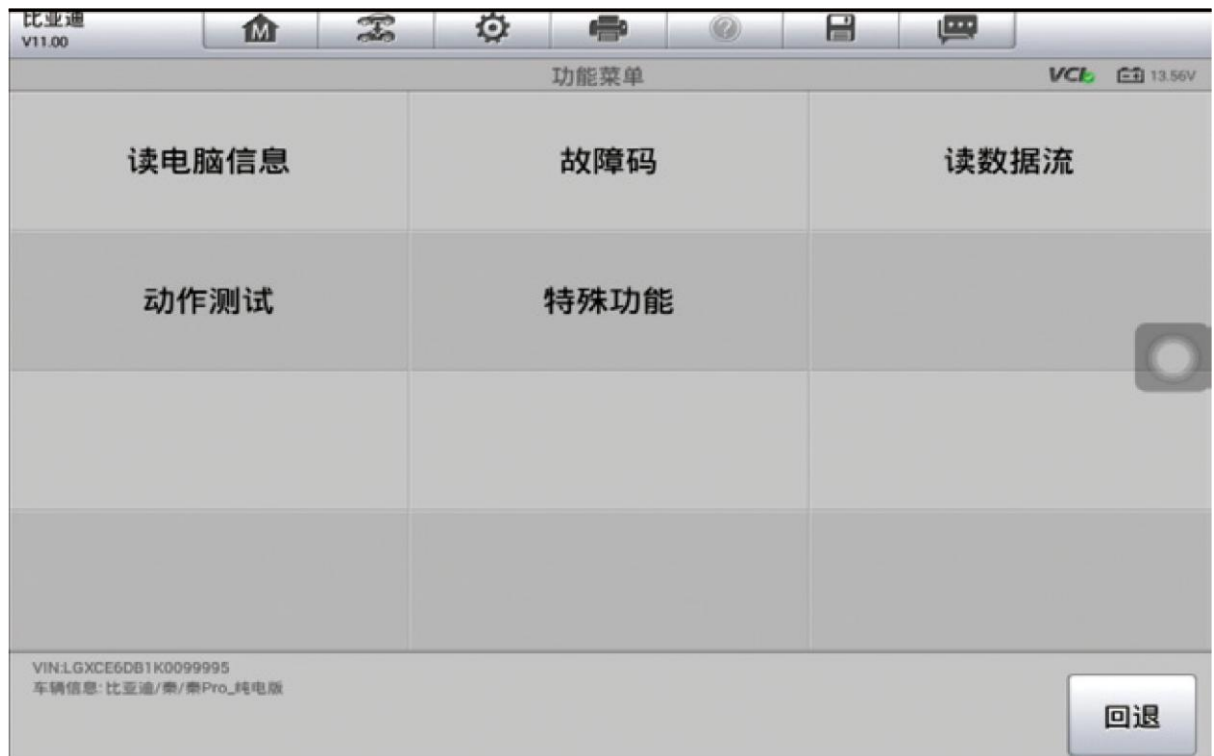 比亚迪
V11.00
M
功能菜单
VCI
13.56V
读电脑信息
故障码
读数据流
动作测试
特殊功能
VIN:LGXCE6DB1K0099995
车辆信息:比亚迪/秦/秦Pro_纯电版
回退